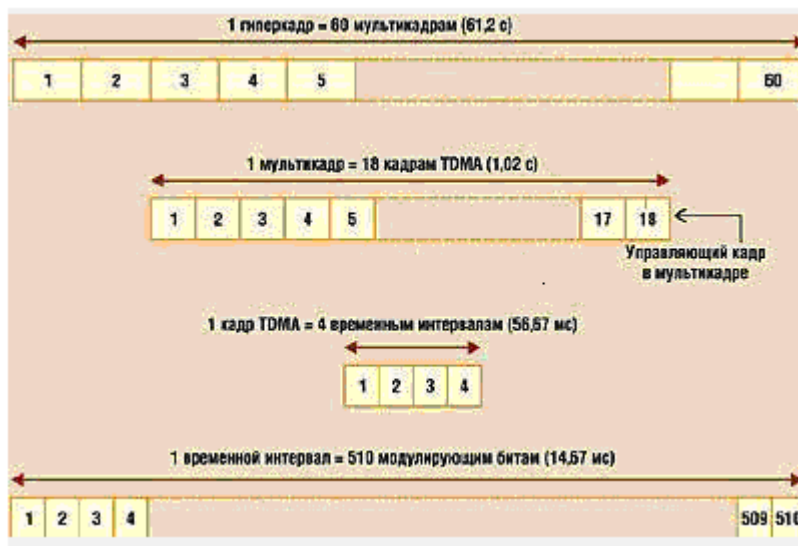 1 гиперкадр = 60 мультикадрам (61,2 с)
1 2 3 4 5 60
1 мультикадр = 18 кадрам TDMA (1,02 с)
1 2 3 4 5 17 18
Управляющий кадр
в мультикадре
1 кадр TDMA = 4 временным интервалам (56,67 мс)
1 2 3 4
1 временной интервал = 510 модулирующим битам (14,67 мс)
1 2 3 4 509 510